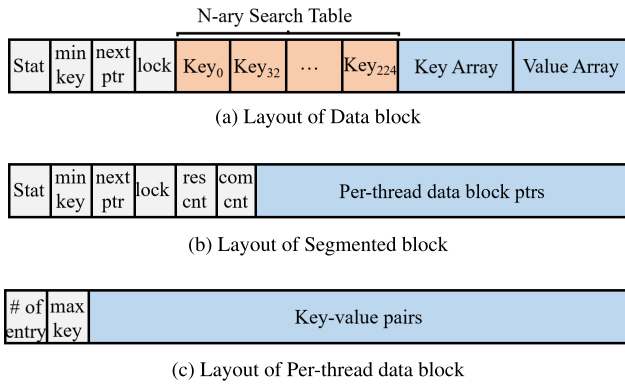 N-ary Search Table
Stat min key next ptr lock Key0 Key32 ... Key224 Key Array Value Array
(a) Layout of Data block
Stat min key next ptr lock res cnt com cnt Per-thread data block ptrs
(b) Layout of Segmented block
# of entry max key Key-value pairs
(c) Layout of Per-thread data block